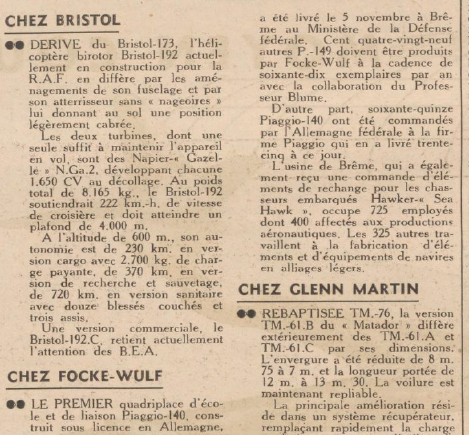 CHEZ BRISTOL
●● DERIVE du Bristol-173, l'héli-
coptère birotor Bristol-192 actuel-
lement en construction pour la
R.A.F. en diffère par les amé-
nagements de son fuselage et par
son atterrisseur sans « nageoires »
lui donnant au sol une position
légèrement cabrée.
Les deux turbines, dont une
seule suffit à maintenir l'appareil
en vol, sont des Napier-« Gazel-
le » N.Ga.2, développant chacune
1.650 CV au décollage. Au poids
total de 8.165 kg., le Bristol-192
soutiendrait 222 km.-h. de vitesse
de croisière et doit atteindre un
plafond de 4.000 m.
A l'altitude de 600 m., son au-
tonomie est de 230 km. en ver-
sion cargo avec 2.700 kg. de char-
ge payante, de 370 km. en ver-
sion de recherche et sauvetage,
de 720 km. en version sanitaire
avec douze blessés couchés et
trois assis.
Une version commerciale, le
Bristol-192.C, retient actuellement
l'attention des B.E.A.
CHEZ FOCKE-WULF
●● LE PREMIER quadriplace d'éco-
le et de liaison Piaggio-140, cons-
truit sous licence en Allemagne,
a été livré le 5 novembre à Brê-
me au Ministère de la Défense
fédérale. Cent quatre-vingt-neuf
autres P.-149 doivent être produits
par Focke-Wulf à la cadence de
soixante-dix exemplaires par an
avec la collaboration du Profes-
seur Blume.
D'autre part, soixante-quinze
Piaggio-140 ont été commandés
par l'Allemagne fédérale à la fir-
me Piaggio qui en a livré trente-
cinq à ce jour.
L'usine de Brême, qui a égale-
ment reçu une commande d'élé-
ments de rechange pour les chas-
seurs embarqués Hawker-« Sea
Hawk », occupe 725 employés
dont 400 affectés aux productions
aéronautiques. Les 325 autres tra-
vaillent à la fabrication d'élé-
ments et d'équipements de navires
en alliages légers.
CHEZ GLENN MARTIN
●● REBAPTISEE TM.-76, la version
TM.-61.B du « Matador » diffère
extérieurement des TM.-61.A et
TM.-61.C par ses dimensions.
L'envergure a été réduite de 8 m.
75 à 7 m. et la longueur portée de
12 m. à 13 m. 30. La voilure est
maintenant repliable.
La principale amélioration rési-
de dans un système récupérateur,
remplaçant rapidement la charge